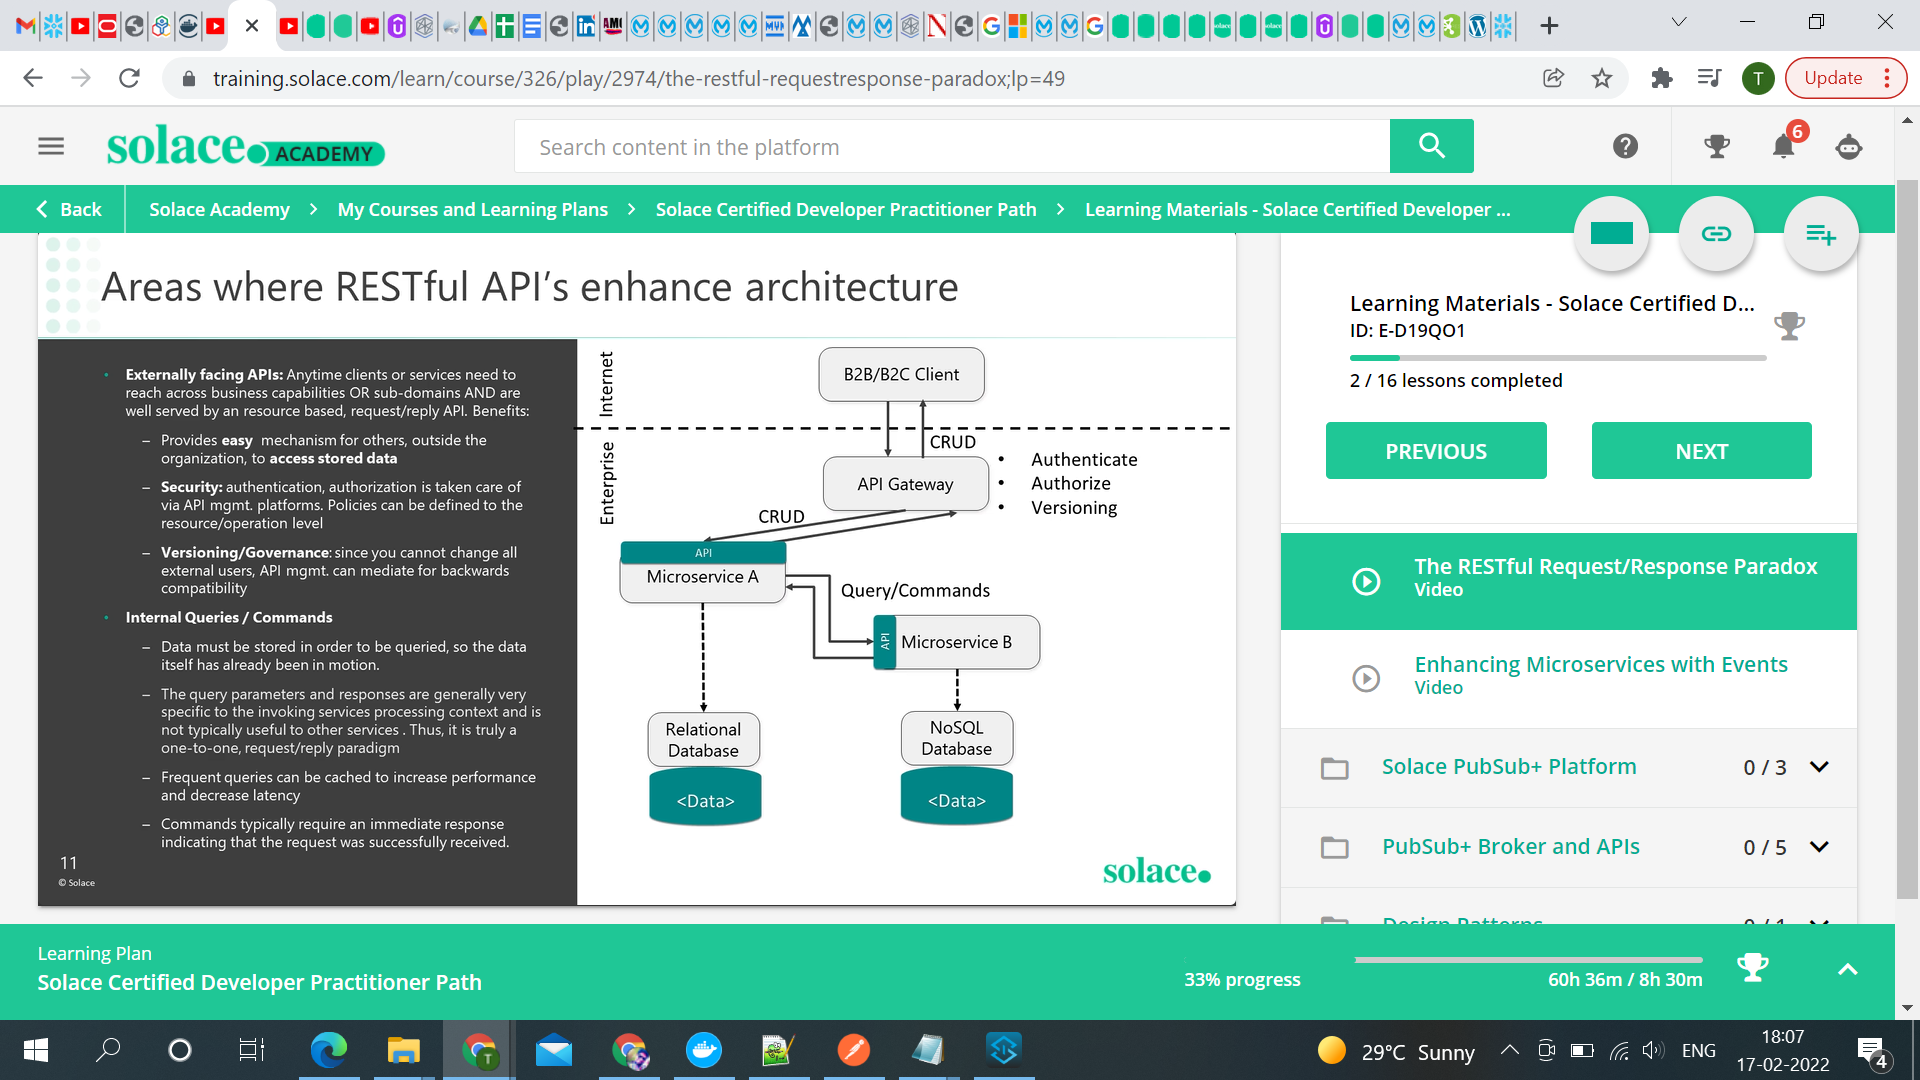 training.solace.com/learn/course/326/play/2974/the-restful-requestresponse-paradox;lp=49
T
Update
solace.
ACADEMY
Search content in the platform
6
Back
Solace Academy
My Courses and Learning Plans
Solace Certified Developer Practitioner Path
Learning Materials - Solace Certified Developer ...
Areas where RESTful API's enhance architecture
• Externally facing APIs: Anytime clients or services need to
reach across business capabilities OR sub-domains AND are
well served by an resource based, request/reply API. Benefits:
– Provides easy mechanism for others, outside the
organization, to access stored data
– Security: authentication, authorization is taken care of
via API mgmt. platforms. Policies can be defined to the
resource/operation level
– Versioning/Governance: since you cannot change all
external users, API mgmt. can mediate for backwards
compatibility
• Internal Queries / Commands
– Data must be stored in order to be queried, so the data
itself has already been in motion.
– The query parameters and responses are generally very
specific to the invoking services processing context and is
not typically useful to other services . Thus, it is truly a
one-to-one, request/reply paradigm
– Frequent queries can be cached to increase performance
and decrease latency
– Commands typically require an immediate response
indicating that the request was successfully received.
11
© Solace
Internet
Enterprise
B2B/B2C Client
CRUD
API Gateway
• Authenticate
• Authorize
• Versioning
CRUD
API
Microservice A
Query/Commands
API
Microservice B
Relational
Database
<Data>
NoSQL
Database
<Data>
solace.
Learning Materials - Solace Certified D...
ID: E-D19QO1
2 / 16 lessons completed
PREVIOUS
NEXT
The RESTful Request/Response Paradox
Video
Enhancing Microservices with Events
Video
Solace PubSub+ Platform
0 / 3
PubSub+ Broker and APIs
0 / 5
Design Patterns
0 / 1
Learning Plan
Solace Certified Developer Practitioner Path
33% progress
60h 36m / 8h 30m
29°C Sunny
ENG
18:07
17-02-2022
4